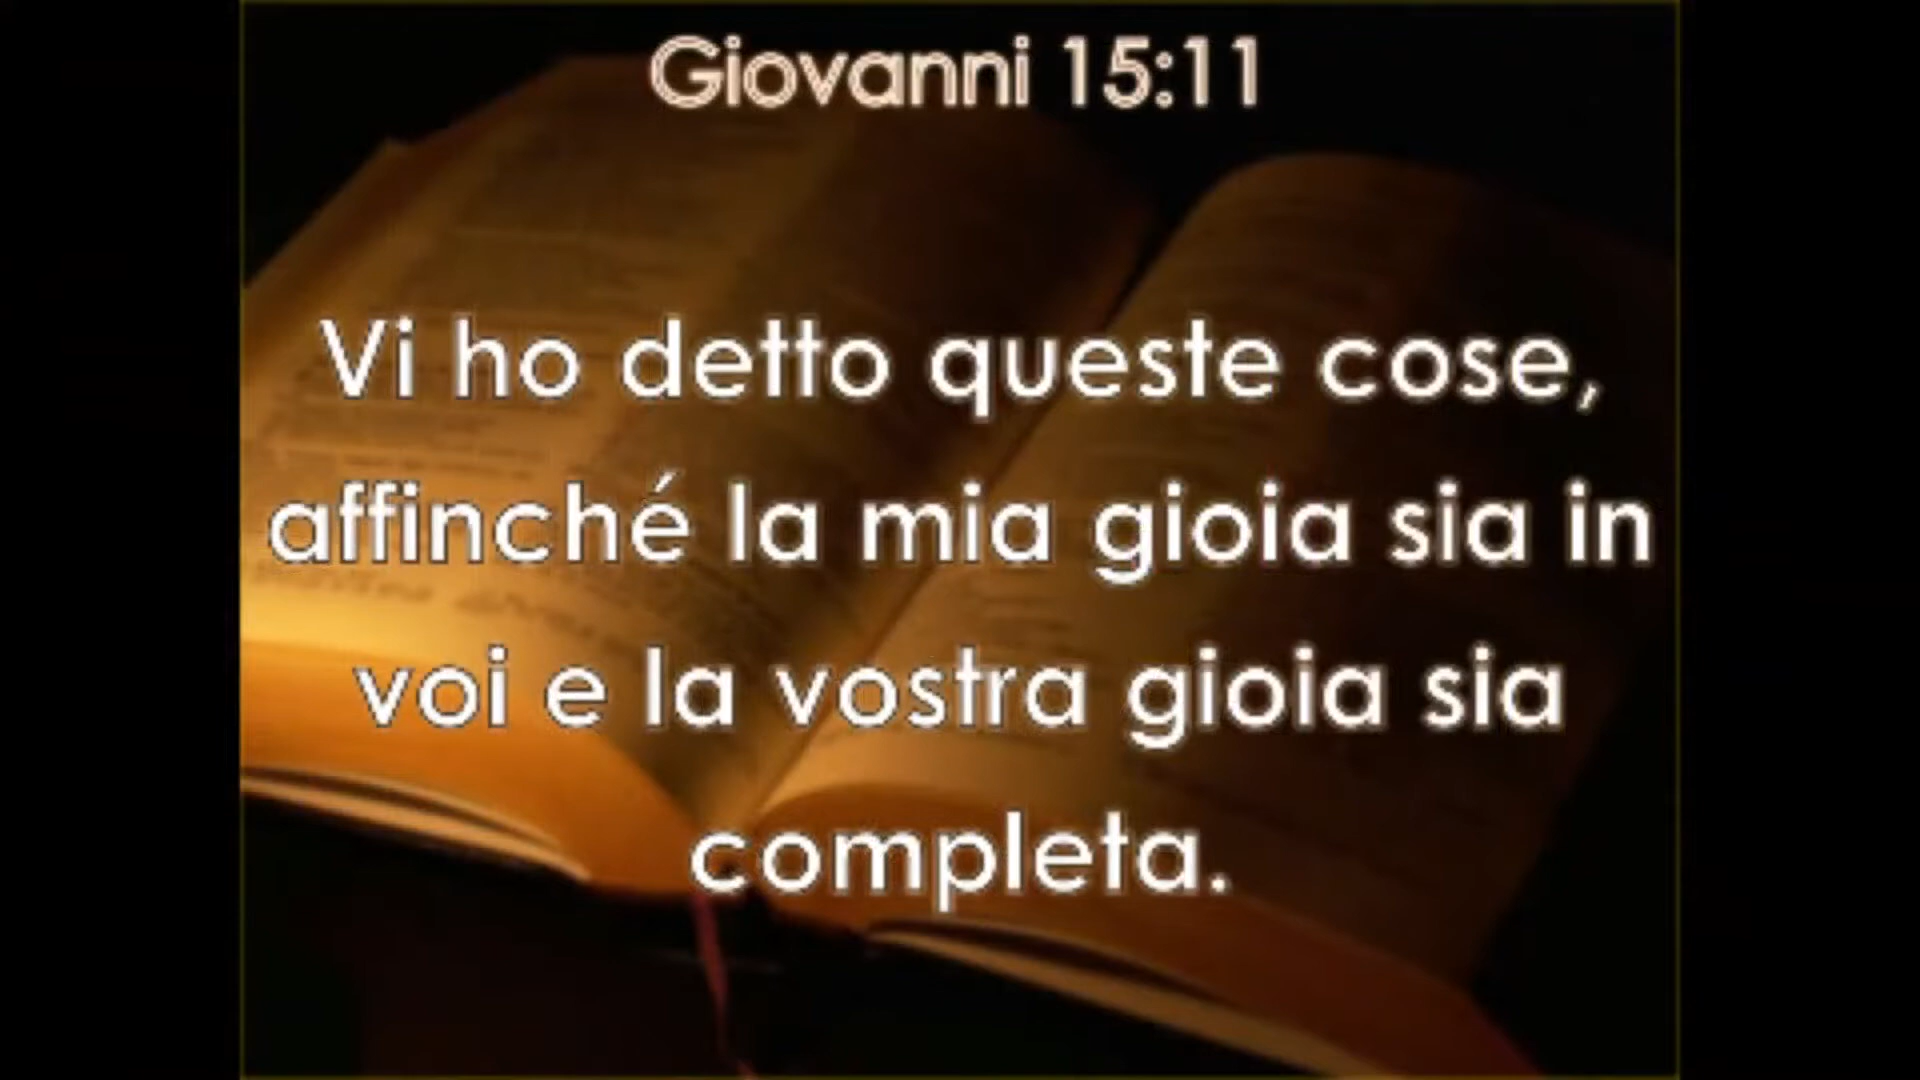 Giovanni 15:11
Vi ho detto queste cose,
affinché la mia gioia sia in
voi e la vostra gioia sia
completa.